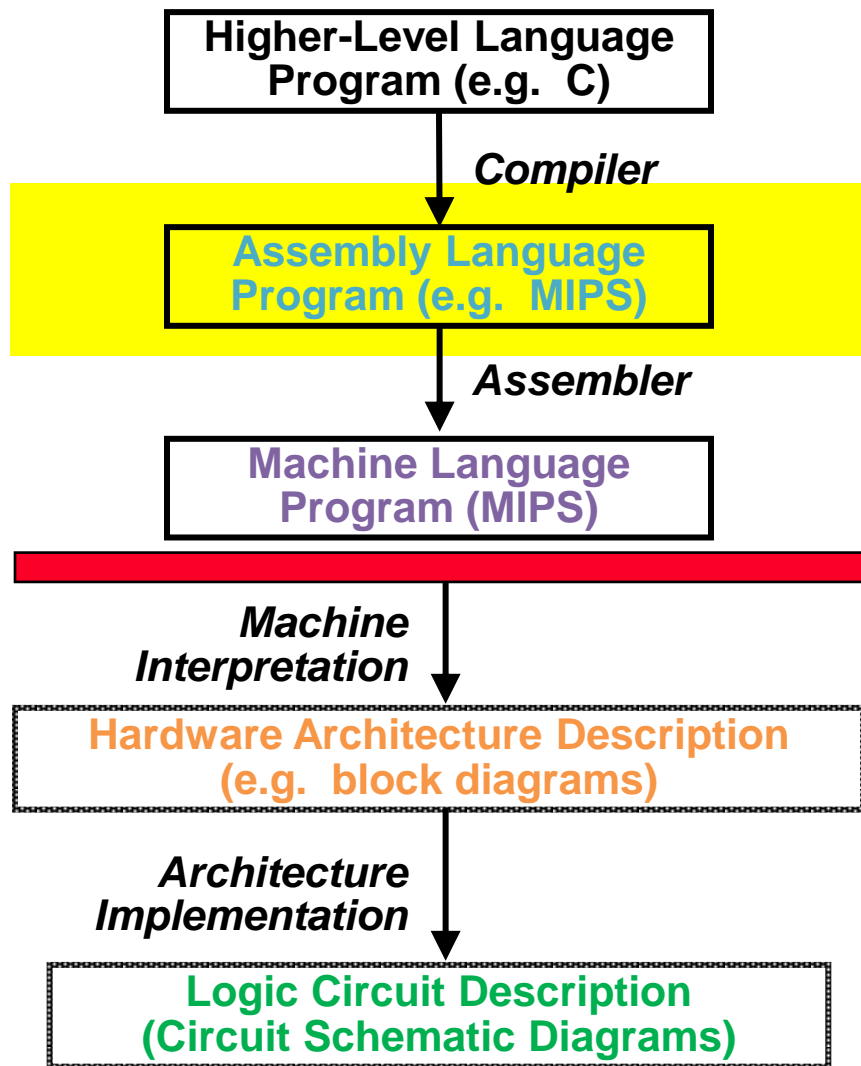 Higher-Level Language
Program (e.g. C)
Compiler
Assembly Language
Program (e.g. MIPS)
Assembler
Machine Language
Program (MIPS)
Machine
Interpretation
Hardware Architecture Description
(e.g. block diagrams)
Architecture
Implementation
Logic Circuit Description
(Circuit Schematic Diagrams)